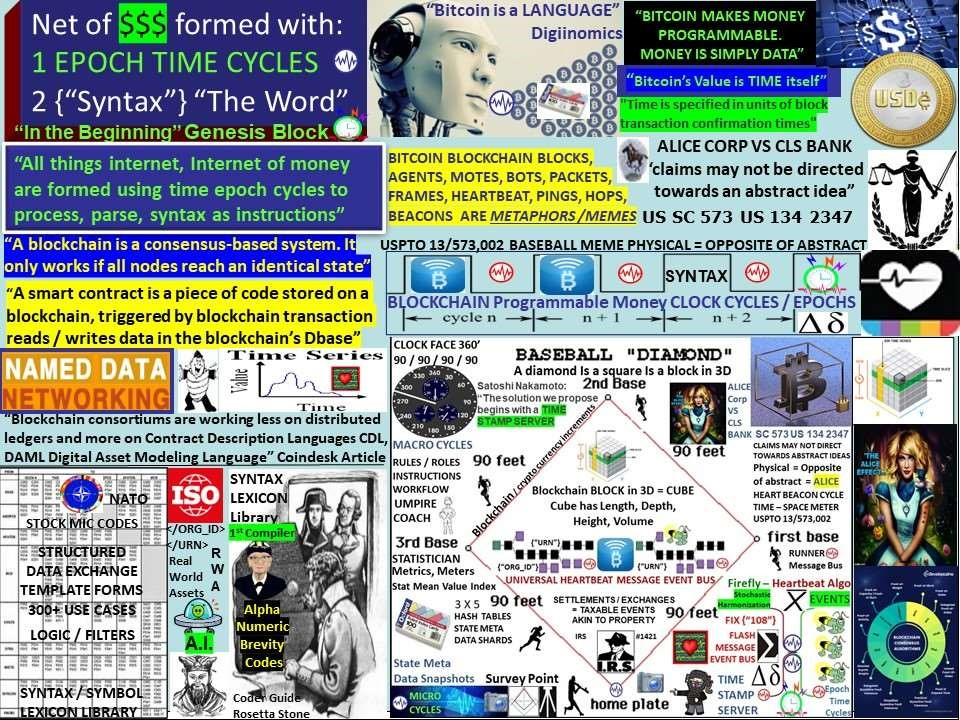 Net of $$$ formed with:
1 EPOCH TIME CYCLES
2 {“Syntax”} “The Word”
“In the Beginning” Genesis Block
“Bitcoin is a LANGUAGE”
Digiinomics
“BITCOIN MAKES MONEY
PROGRAMMABLE.
MONEY IS SIMPLY DATA”
“Bitcoin’s Value is TIME itself”
"Time is specified in units of block
transaction confirmation times"
“All things internet, Internet of money
are formed using time epoch cycles to
process, parse, syntax as instructions”
BITCOIN BLOCKCHAIN BLOCKS,
AGENTS, MOTES, BOTS, PACKETS,
FRAMES, HEARTBEAT, PINGS, HOPS,
BEACONS ARE METAPHORS/MEMES
ALICE CORP VS CLS BANK
‘claims may not be directed
towards an abstract idea”
US SC 573 US 134 2347
“A blockchain is a consensus-based system. It
only works if all nodes reach an identical state”
USPTO 13/573,002 BASEBALL MEME PHYSICAL = OPPOSITE OF ABSTRACT
SYNTAX
BLOCKCHAIN Programmable Money CLOCK CYCLES / EPOCHS
cycle n
n + 1
n + 2
Δ δ
“A smart contract is a piece of code stored on a
blockchain, triggered by blockchain transaction
reads / writes data in the blockchain’s Dbase”
NAMED DATA
NETWORKING
Time Series
Value
Time
“Blockchain consortiums are working less on distributed
ledgers and more on Contract Description Languages CDL,
DAML Digital Asset Modeling Language” Coindesk Article
CLOCK FACE 360’
90 / 90 / 90 / 90
MACRO CYCLES
BASEBALL "DIAMOND"
A diamond Is a square Is a block in 3D
Satoshi Nakamoto:
“The solution we propose
begins with a TIME
STAMP SERVER
2nd Base
ALICE
Corp
VS
CLS
BANK
SC 573 US 134 2347
CLAIMS MAY NOT DIRECT
TOWARDS ABSTRACT IDEAS
Physical = Opposite
of abstract = ALICE
HEART BEACON CYCLE
TIME – SPACE METER
USPTO 13/573,002
"THE
ALICE
EFFECT"
RULES / ROLES
INSTRUCTIONS
WORKFLOW
UMPIRE
COACH
90 feet
90 feet
Blockchain / crypto currency increments
Blockchain BLOCK in 3D = CUBE
Cube has Length, Depth,
Height, Volume
3rd Base
STATISTICIAN
Metrics, Meters
Stat Mean Value Index
{“URN”}
{"ORG_ID"}
{"URN"}
UNIVERSAL HEARTBEAT MESSAGE EVENT BUS
first base
RUNNER
Message Bus
Firefly – Heartbeat Algo
Stochastic
Harmonization
EVENTS
3 X 5
HASH TABLES
STATE META
DATA SHARDS
90 feet
90 feet
SETTLEMENTS / EXCHANGES
= TAXABLE EVENTS
AKIN TO PROPERTY
IRS
#1421
I.R.S.
FIX (“108”)
FLASH
MESSAGE
EVENT BUS
Δ δ
TIME
STAMP
SERVER
Epoch
Time
Cycles
State Meta
Data Snapshots
Survey Point
MICRO
CYCLES
home plate
BLOCKCHAIN
CONSENSUS
ALGORITHMS
NATO
STOCK MIC CODES
STRUCTURED
DATA EXCHANGE
TEMPLATE FORMS
300+ USE CASES
LOGIC / FILTERS
SYNTAX / SYMBOL
LEXICON LIBRARY
ISO
</ORG_ID>
</URN>
Real
World
Assets
R
W
A
A.I.
SYNTAX
LEXICON
Library
1st Compiler
Alpha
Numeric
Brevity
Codes
Coder Guide
Rosetta Stone